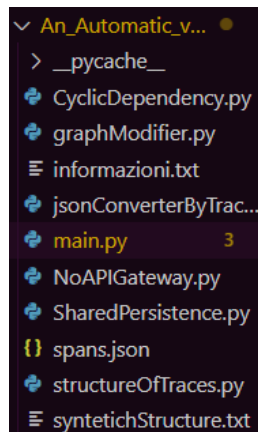 An_Automatic_v...
__pycache__
CyclicDependency.py
graphModifier.py
informazioni.txt
jsonConverterByTrac...
main.py 3
NoAPIGateway.py
SharedPersistence.py
{} spans.json
structureOfTraces.py
syntetichStructure.txt